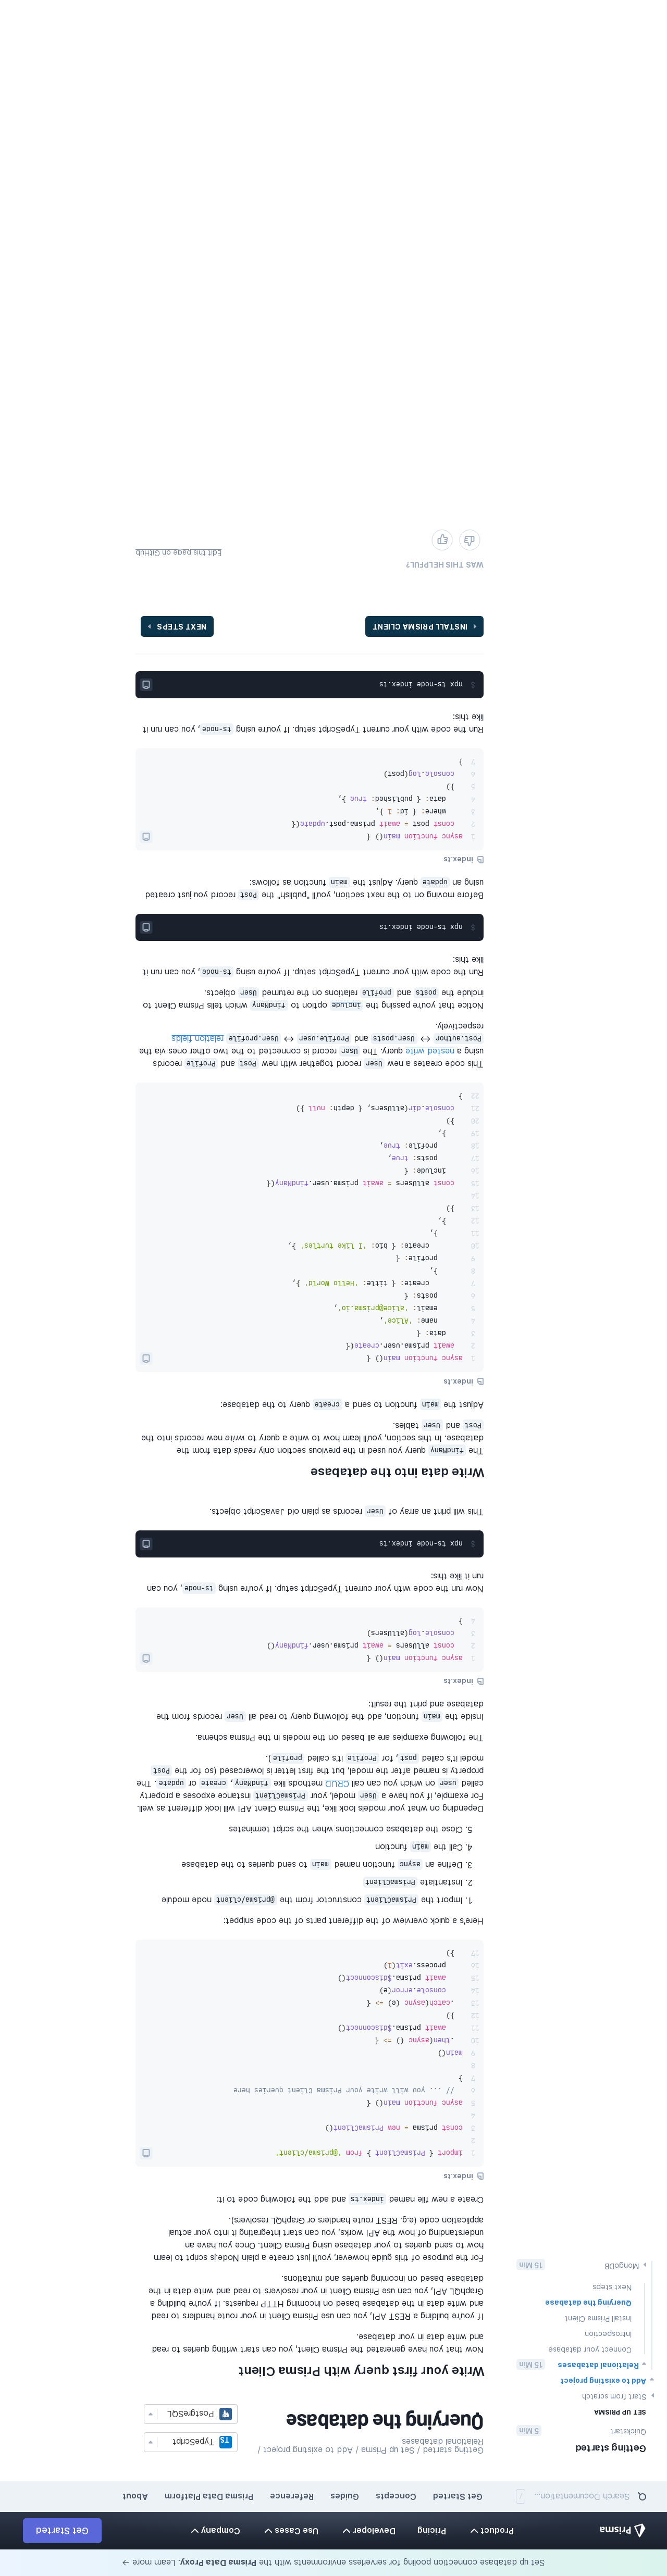 Set up database connection pooling for serverless environments with the Prisma Data Proxy. Learn more →
Prisma
Product
Pricing
Developer
Use Cases
Company
Get Started
Search Documentation... /
Get Started
Concepts
Guides
Reference
Prisma Data Platform
About
Getting started
Quickstart
5 Min
SET UP PRISMA
Start from scratch
Add to existing project
Relational databases
15 Min
Connect your database
Introspection
Install Prisma Client
Querying the database
Next steps
MongoDB
15 Min
Getting started / Set up Prisma / Add to existing project /
Relational databases
Querying the database
TS TypeScript
PostgreSQL
Write your first query with Prisma Client
Now that you have generated the Prisma Client, you can start writing queries to read
and write data in your database.
If you're building a REST API, you can use Prisma Client in your route handlers to read
and write data in the database based on incoming HTTP requests. If you're building a
GraphQL API, you can use Prisma Client in your resolvers to read and write data in the
database based on incoming queries and mutations.
For the purpose of this guide however, you'll just create a plain Node.js script to learn
how to send queries to your database using Prisma Client. Once you have an
understanding of how the API works, you can start integrating it into your actual
application code (e.g. REST route handlers or GraphQL resolvers).
Create a new file named index.ts and add the following code to it:
index.ts
1 import { PrismaClient } from '@prisma/client'
2
3 const prisma = new PrismaClient()
4
5 async function main() {
6 // ... you will write your Prisma Client queries here
7 }
8
9 main()
10 .then(async () => {
11 await prisma.$disconnect()
12 })
13 .catch(async (e) => {
14 console.error(e)
15 await prisma.$disconnect()
16 process.exit(1)
17 })
Here's a quick overview of the different parts of the code snippet:
1. Import the PrismaClient constructor from the @prisma/client node module
2. Instantiate PrismaClient
3. Define an async function named main to send queries to the database
4. Call the main function
5. Close the database connections when the script terminates
Depending on what your models look like, the Prisma Client API will look different as well.
For example, if you have a User model, your PrismaClient instance exposes a property
called user on which you can call CRUD methods like findMany, create or update. The
property is named after the model, but the first letter is lowercased (so for the Post
model it's called post, for Profile it's called profile).
The following examples are all based on the models in the Prisma schema.
Inside the main function, add the following query to read all User records from the
database and print the result:
index.ts
1 async function main() {
2 const allUsers = await prisma.user.findMany()
3 console.log(allUsers)
4 }
Now run the code with your current TypeScript setup. If you're using ts-node, you can
run it like this:
$ npx ts-node index.ts
This will print an array of User records as plain old JavaScript objects.
Write data into the database
The findMany query you used in the previous section only reads data from the
database. In this section, you'll learn how to write a query to write new records into the
Post and User tables.
Adjust the main function to send a create query to the database:
index.ts
1 async function main() {
2 await prisma.user.create({
3 data: {
4 name: 'Alice',
5 email: 'alice@prisma.io',
6 posts: {
7 create: { title: 'Hello World' },
8 },
9 profile: {
10 create: { bio: 'I like turtles' },
11 },
12 },
13 })
14
15 const allUsers = await prisma.user.findMany({
16 include: {
17 posts: true,
18 profile: true,
19 },
20 })
21 console.dir(allUsers, { depth: null })
22 }
This code creates a new User record together with new Post and Profile records
using a nested write query. The User record is connected to the two other ones via the
Post.author ↔ User.posts and Profile.user ↔ User.profile relation fields
respectively.
Notice that you're passing the include option to findMany which tells Prisma Client to
include the posts and profile relations on the returned User objects.
Run the code with your current TypeScript setup. If you're using ts-node, you can run it
like this:
$ npx ts-node index.ts
Before moving on to the next section, you'll "publish" the Post record you just created
using an update query. Adjust the main function as follows:
index.ts
1 async function main() {
2 const post = await prisma.post.update({
3 where: { id: 1 },
4 data: { published: true },
5 })
6 console.log(post)
7 }
Run the code with your current TypeScript setup. If you're using ts-node, you can run it
like this:
$ npx ts-node index.ts
INSTALL PRISMA CLIENT
NEXT STEPS
WAS THIS HELPFUL?
Edit this page on GitHub